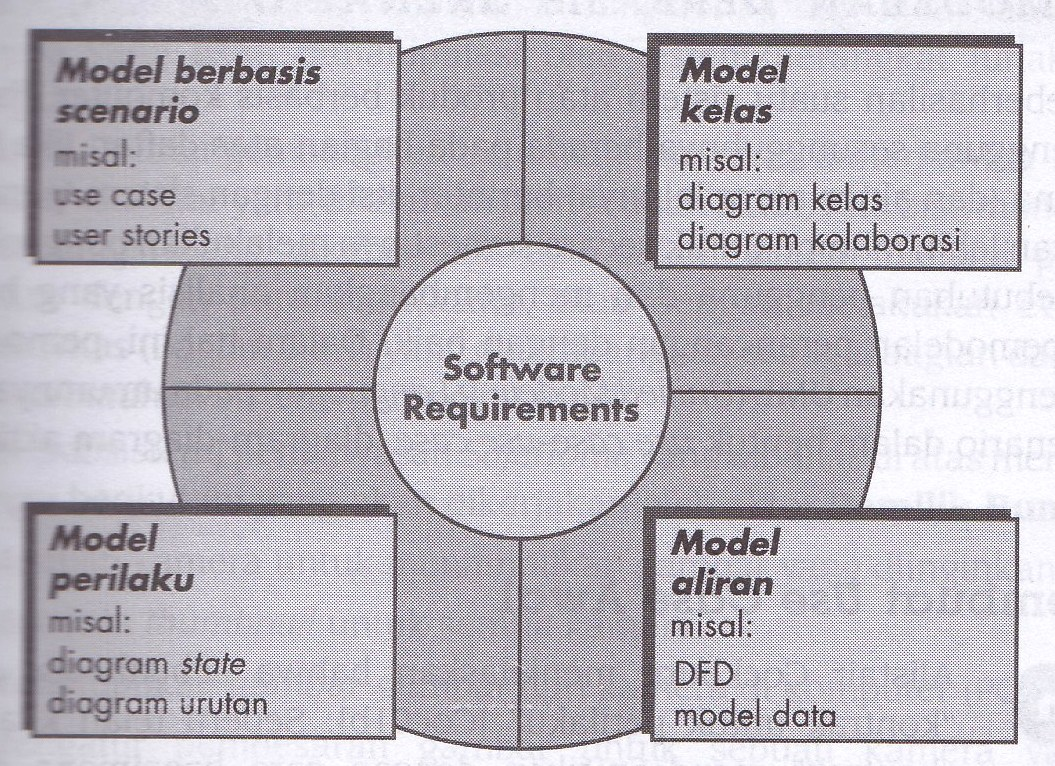 Model berbasis
scenario
misal:
use case
user stories
Model
kelas
misal:
diagram kelas
diagram kolaborasi
Software
Requirements
Model
perilaku
misal:
diagram state
diagram urutan
Model
aliran
misal:
DFD
model data